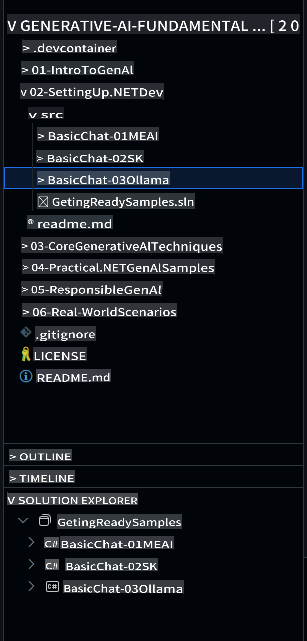 V GENERATIVE-AI-FUNDAMENTAL ... [ 2 0
> .devcontainer
> 01-IntroToGenAI
v 02-SettingUp.NETDev
v src
> BasicChat-01MEAI
> BasicChat-02SK
> BasicChat-03Ollama
GetingReadySamples.sln
readme.md
> 03-CoreGenerativeAITechniques
> 04-Practical.NETGenAISamples
> 05-ResponsibleGenAI
> 06-Real-WorldScenarios
.gitignore
LICENSE
README.md
> OUTLINE
> TIMELINE
V SOLUTION EXPLORER
GetingReadySamples
C# BasicChat-01MEAI
C# BasicChat-02SK
C# BasicChat-03Ollama